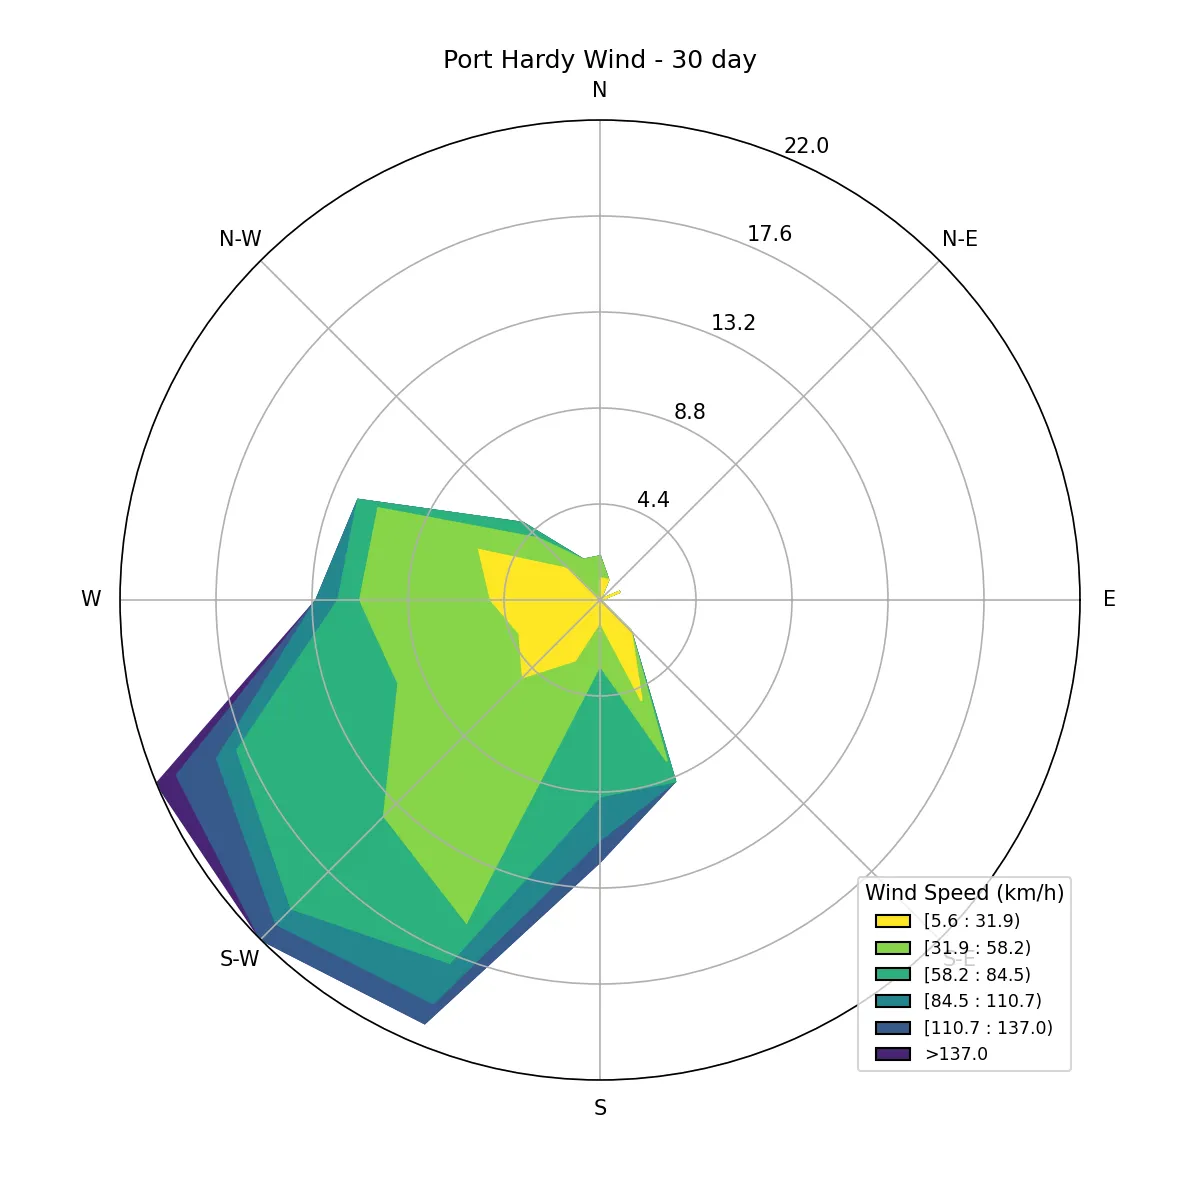 Port Hardy Wind - 30 day
N
22.0
17.6
N-W
N-E
13.2
8.8
4.4
W
E
Wind Speed (km/h)
[5.6 : 31.9)
[31.9 : 58.2)
S-W
S-E
[58.2 : 84.5)
[84.5 : 110.7)
[110.7 : 137.0)
>137.0
S